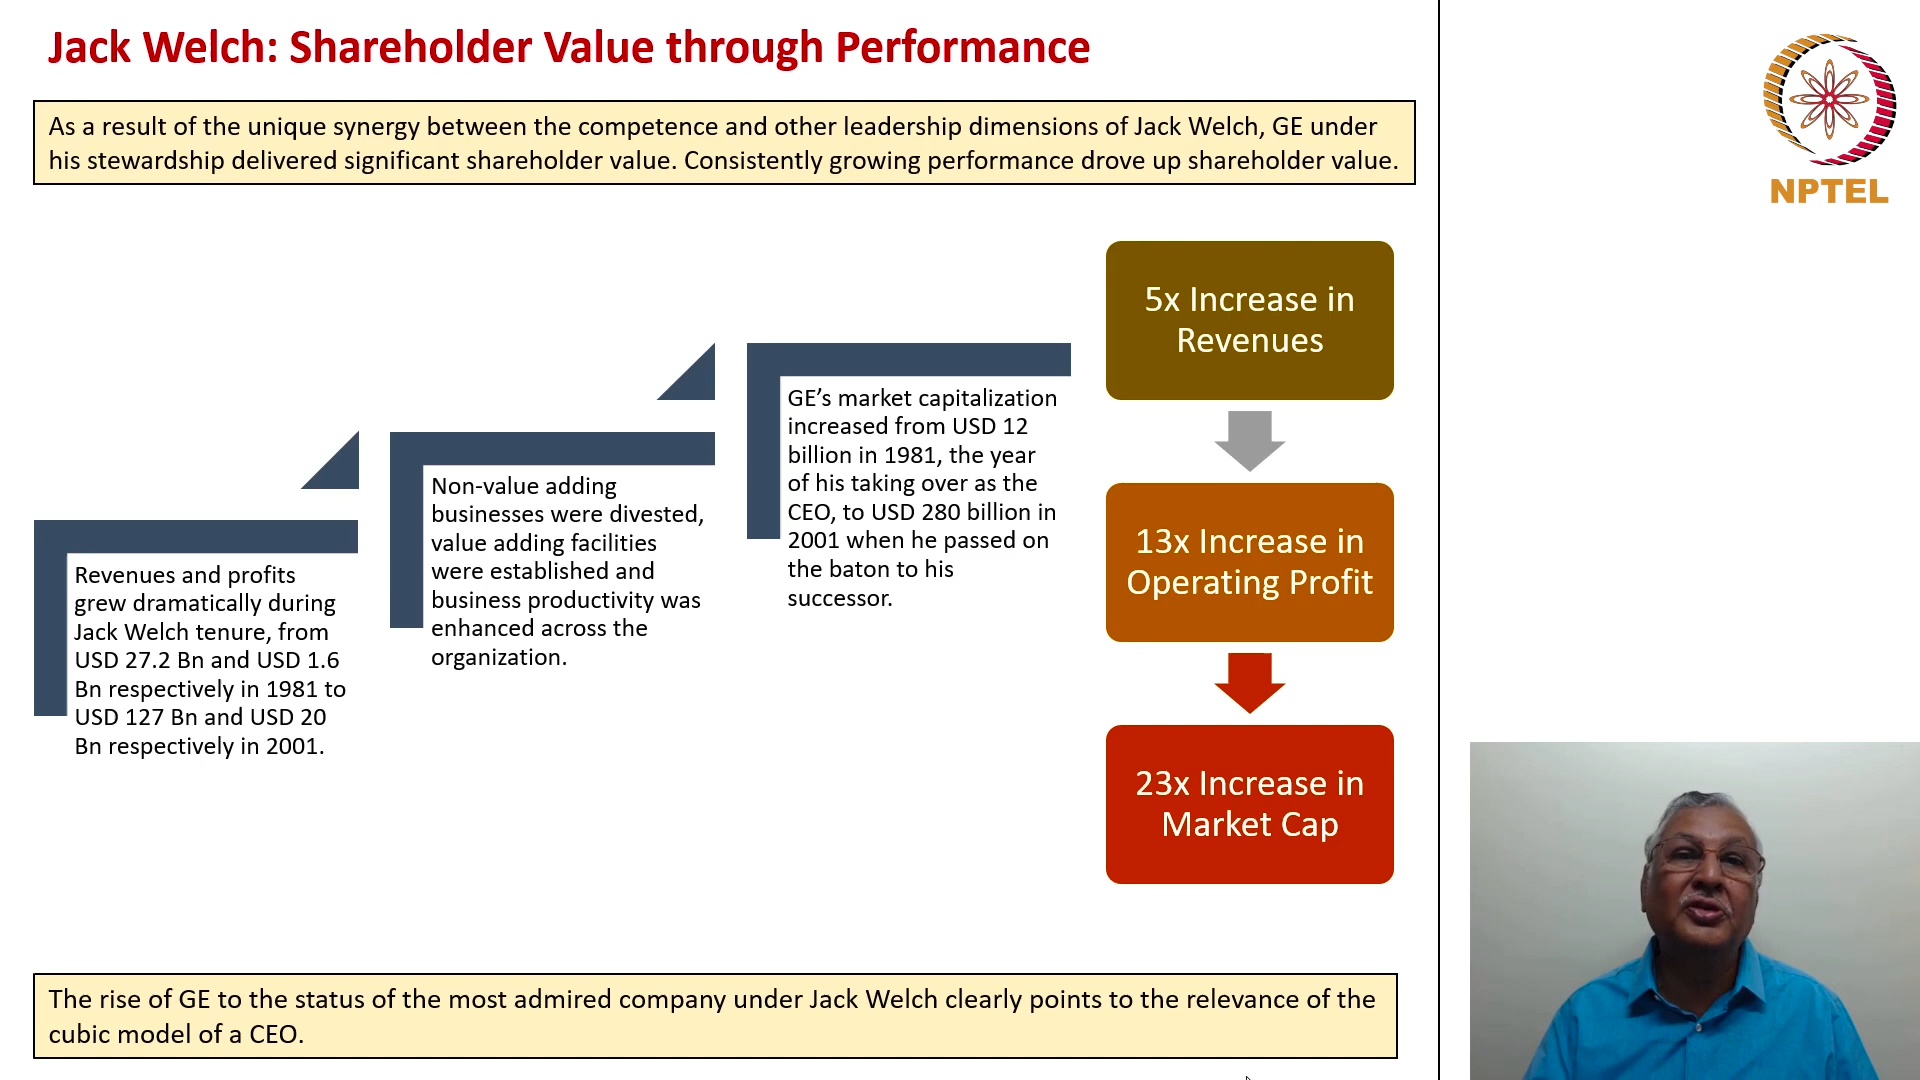 Jack Welch: Shareholder Value through Performance
As a result of the unique synergy between the competence and other leadership dimensions of Jack Welch, GE under
his stewardship delivered significant shareholder value. Consistently growing performance drove up shareholder value.
NPTEL
Revenues and profits
grew dramatically during
Jack Welch tenure, from
USD 27.2 Bn and USD 1.6
Bn respectively in 1981 to
USD 127 Bn and USD 20
Bn respectively in 2001.
Non-value adding
businesses were divested,
value adding facilities
were established and
business productivity was
enhanced across the
organization.
GE’s market capitalization
increased from USD 12
billion in 1981, the year
of his taking over as the
CEO, to USD 280 billion in
2001 when he passed on
the baton to his
successor.
5x Increase in
Revenues
13x Increase in
Operating Profit
23x Increase in
Market Cap
The rise of GE to the status of the most admired company under Jack Welch clearly points to the relevance of the
cubic model of a CEO.